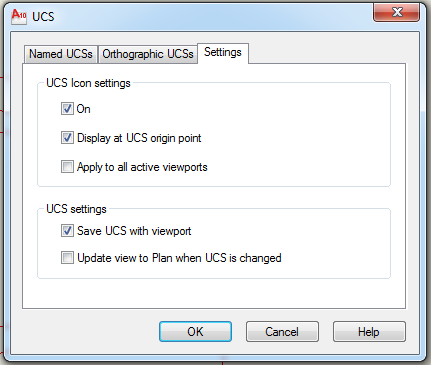 A10 UCS
Named UCSs Orthographic UCSs Settings
UCS Icon settings
On
Display at UCS origin point
Apply to all active viewports
UCS settings
Save UCS with viewport
Update view to Plan when UCS is changed
OK Cancel Help